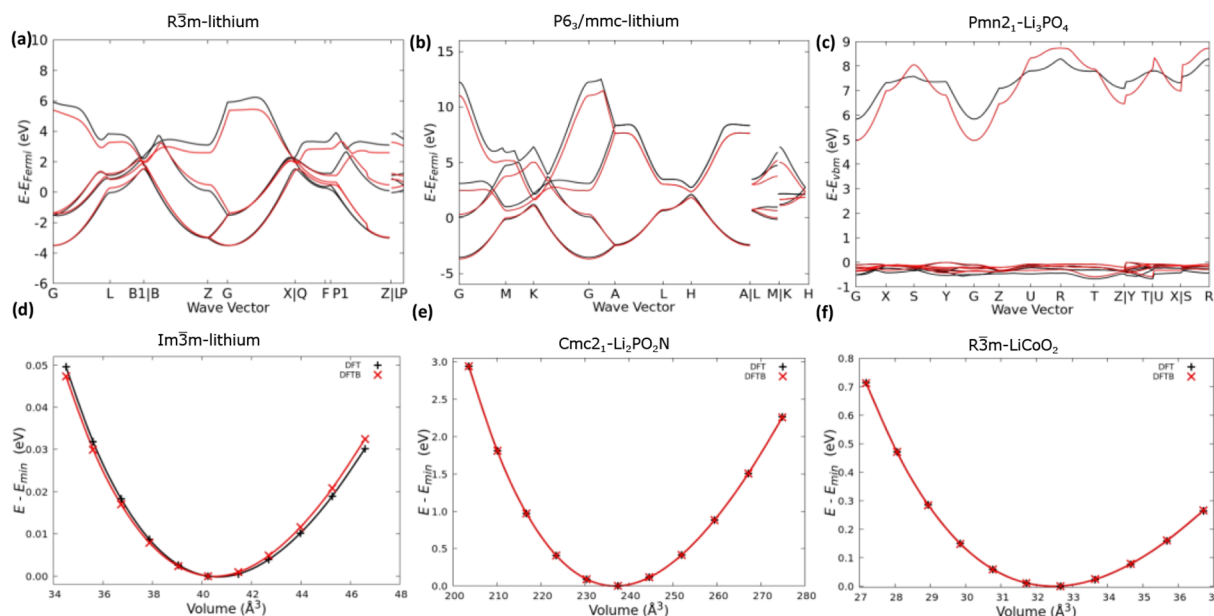 R3̅m-lithium
(a)
10
8
6
4
2
0
-2
-4
-6
E-E_Fermi (eV)
G L B1|B Z G X|Q F P1 Z|LP
Wave Vector
P6₃/mmc-lithium
(b)
15
10
5
0
-5
E-E_Fermi (eV)
G M K G A L H A|L M|K H
Wave Vector
Pmn2₁-Li₃PO₄
(c)
9
8
7
6
5
4
3
2
1
0
-1
E-E_vbm (eV)
G X S Y G Z U R T Z|Y T|U X|S R
Wave Vector
(d)
Im3̅m-lithium
DFT
DFTB
0.05
0.04
0.03
0.02
0.01
0.00
E - E_min (eV)
34 36 38 40 42 44 46 48
Volume (Å³)
(e)
Cmc2₁-Li₂PO₂N
DFT
DFTB
3.0
2.5
2.0
1.5
1.0
0.5
0.0
E - E_min (eV)
200 210 220 230 240 250 260 270 280
Volume (Å³)
(f)
R3̅m-LiCoO₂
DFT
DFTB
0.8
0.7
0.6
0.5
0.4
0.3
0.2
0.1
0.0
E - E_min (eV)
27 28 29 30 31 32 33 34 35 36
Volume (Å³)